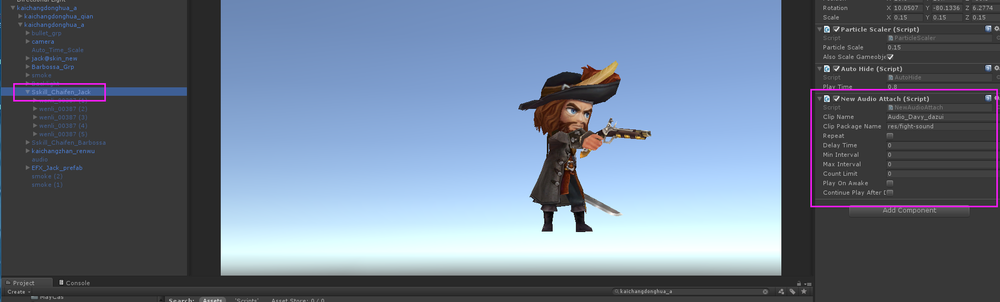 Directional Light
kaichangdonghua_a
kaichangdonghua_qian
kaichangdonghua_a
bullet_grp
camera
Auto_Time_Scale
jack@skin_new
Barbossa_Grp
smoke
Backlight
Sskill_Chaifen_Jack
wenli_00387 (1)
wenli_00387 (2)
wenli_00387 (3)
wenli_00387 (4)
wenli_00387 (5)
Sskill_Chaifen_Barbossa
kaichangzhan_renwu
audio
EFX_Jack_prefab
smoke (2)
smoke (1)
Rotation X 10.0507 Y -80.1336 Z 6.2774
Scale X 0.15 Y 0.15 Z 0.15
Particle Scaler (Script)
Script ParticleScaler
Particle Scale 0.15
Also Scale Gameobje
Auto Hide (Script)
Script AutoHide
Play Time 0.8
New Audio Attach (Script)
Script NewAudioAttach
Clip Name Audio_Davy_dazui
Clip Package Name res/fight-sound
Repeat
Delay Time 0
Min Interval 0
Max Interval 0
Count Limit 0
Play On Awake
Continue Play After D
Add Component
Project Console
Create
kaichangdonghua_a
MayCas
Search: Assets 'Scripts' Asset Store: 0 / 0